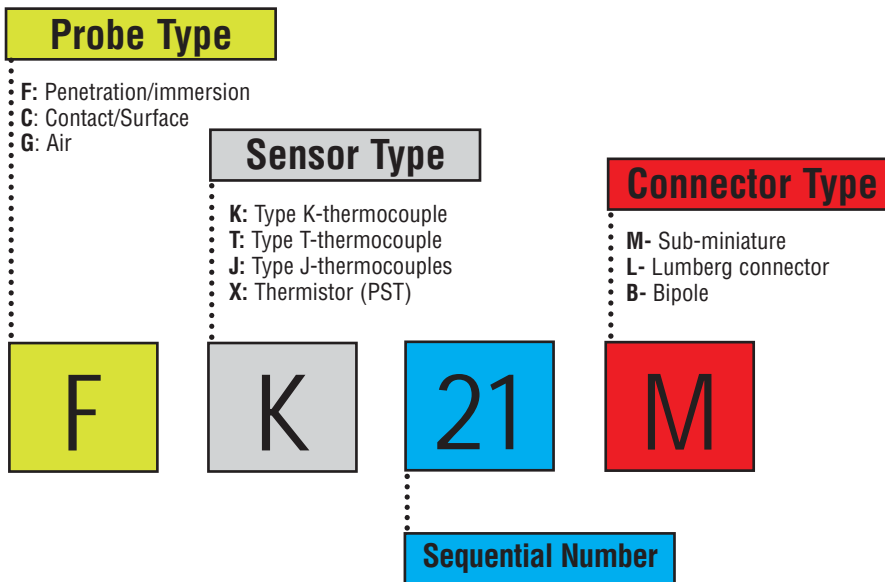 Probe Type
F: Penetration/immersion
C: Contact/Surface
G: Air
Sensor Type
K: Type K-thermocouple
T: Type T-thermocouple
J: Type J-thermocouples
X: Thermistor (PST)
Connector Type
M- Sub-miniature
L- Lumberg connector
B- Bipole
F K 21 M
Sequential Number